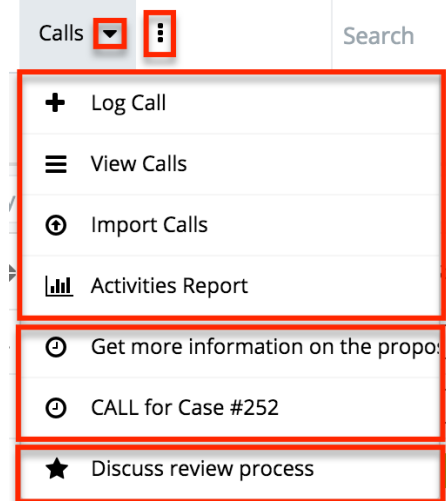 Calls
Search
Log Call
View Calls
Import Calls
Activities Report
Get more information on the propo
CALL for Case #252
Discuss review process